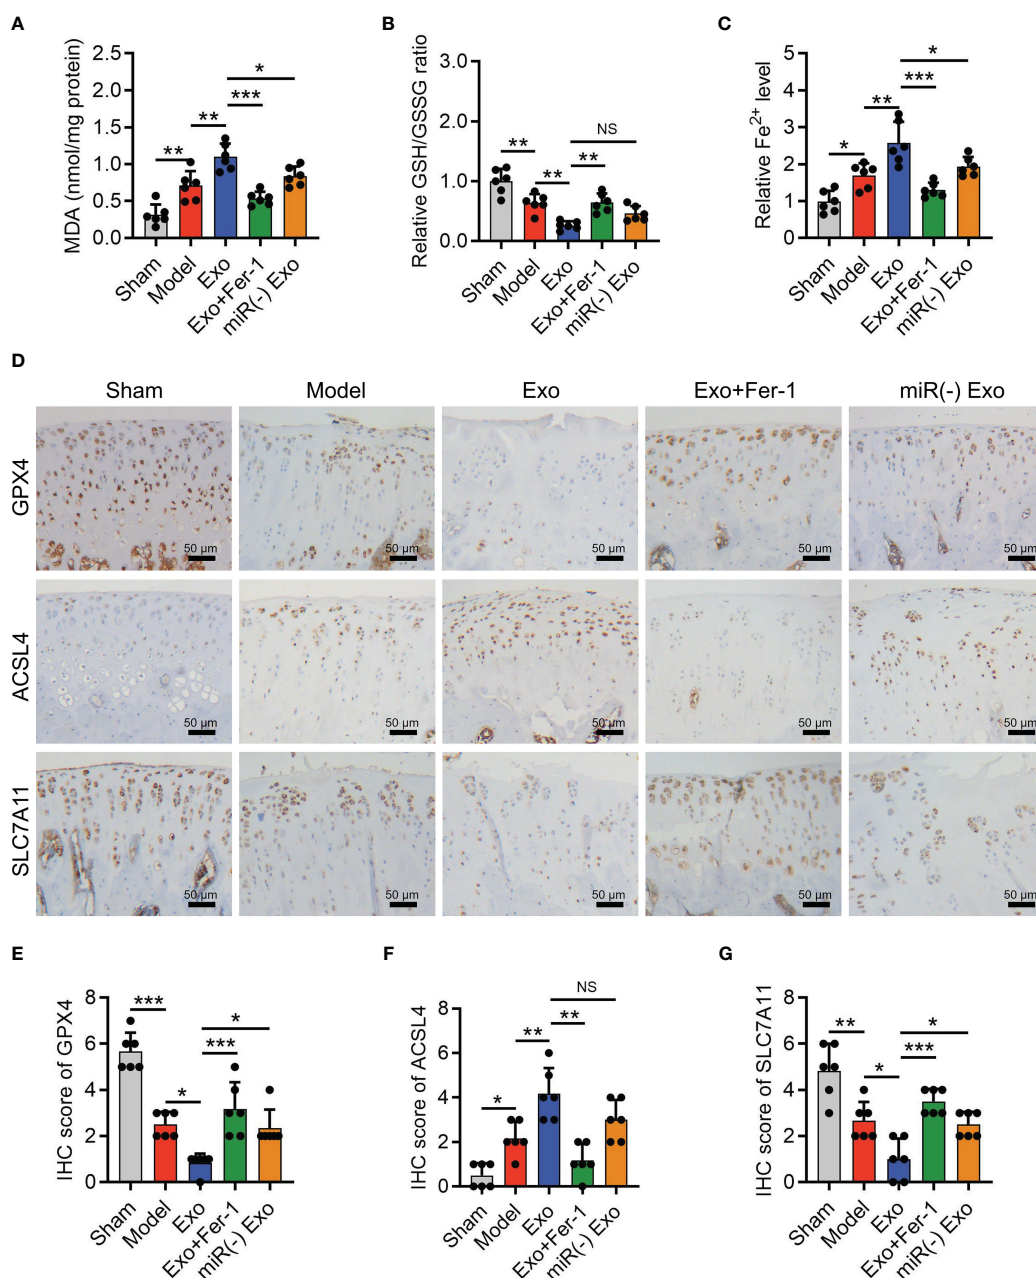 A
B
C
MDA (nmol/mg protein)
2.5
2.0
1.5
1.0
0.5
0.0
**
**
***
*
Sham
Model
Exo
Exo+Fer-1
miR(-) Exo
Relative GSH/GSSG ratio
3.0
2.0
1.0
0.0
**
**
**
NS
Sham
Model
Exo
Exo+Fer-1
miR(-) Exo
Relative Fe2+ level
5
4
3
2
1
0
*
**
***
*
Sham
Model
Exo
Exo+Fer-1
miR(-) Exo
D
Sham Model Exo Exo+Fer-1 miR(-) Exo
GPX4
50 µm 50 µm 50 µm 50 µm 50 µm
ACSL4
50 µm 50 µm 50 µm 50 µm 50 µm
SLC7A11
50 µm 50 µm 50 µm 50 µm 50 µm
E
F
G
IHC score of GPX4
8
6
4
2
0
***
*
***
*
Sham
Model
Exo
Exo+Fer-1
miR(-) Exo
IHC score of ACSL4
8
6
4
2
0
*
**
**
NS
Sham
Model
Exo
Exo+Fer-1
miR(-) Exo
IHC score of SLC7A11
8
6
4
2
0
**
*
***
*
Sham
Model
Exo
Exo+Fer-1
miR(-) Exo